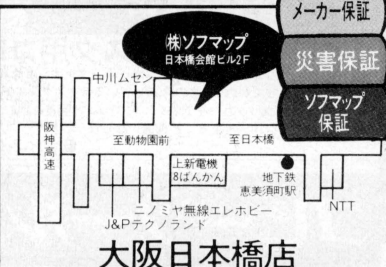 メーカー保証
災害保証
ソフマップ
保証
㈱ソフマップ
日本橋会館ビル2F
中川ムセン
阪神高速
至動物園前
至日本橋
上新電機
8ばんかん
地下鉄
恵美須町駅
ニノミヤ無線エレホビー
NTT
J&Pテクノランド
大阪日本橋店